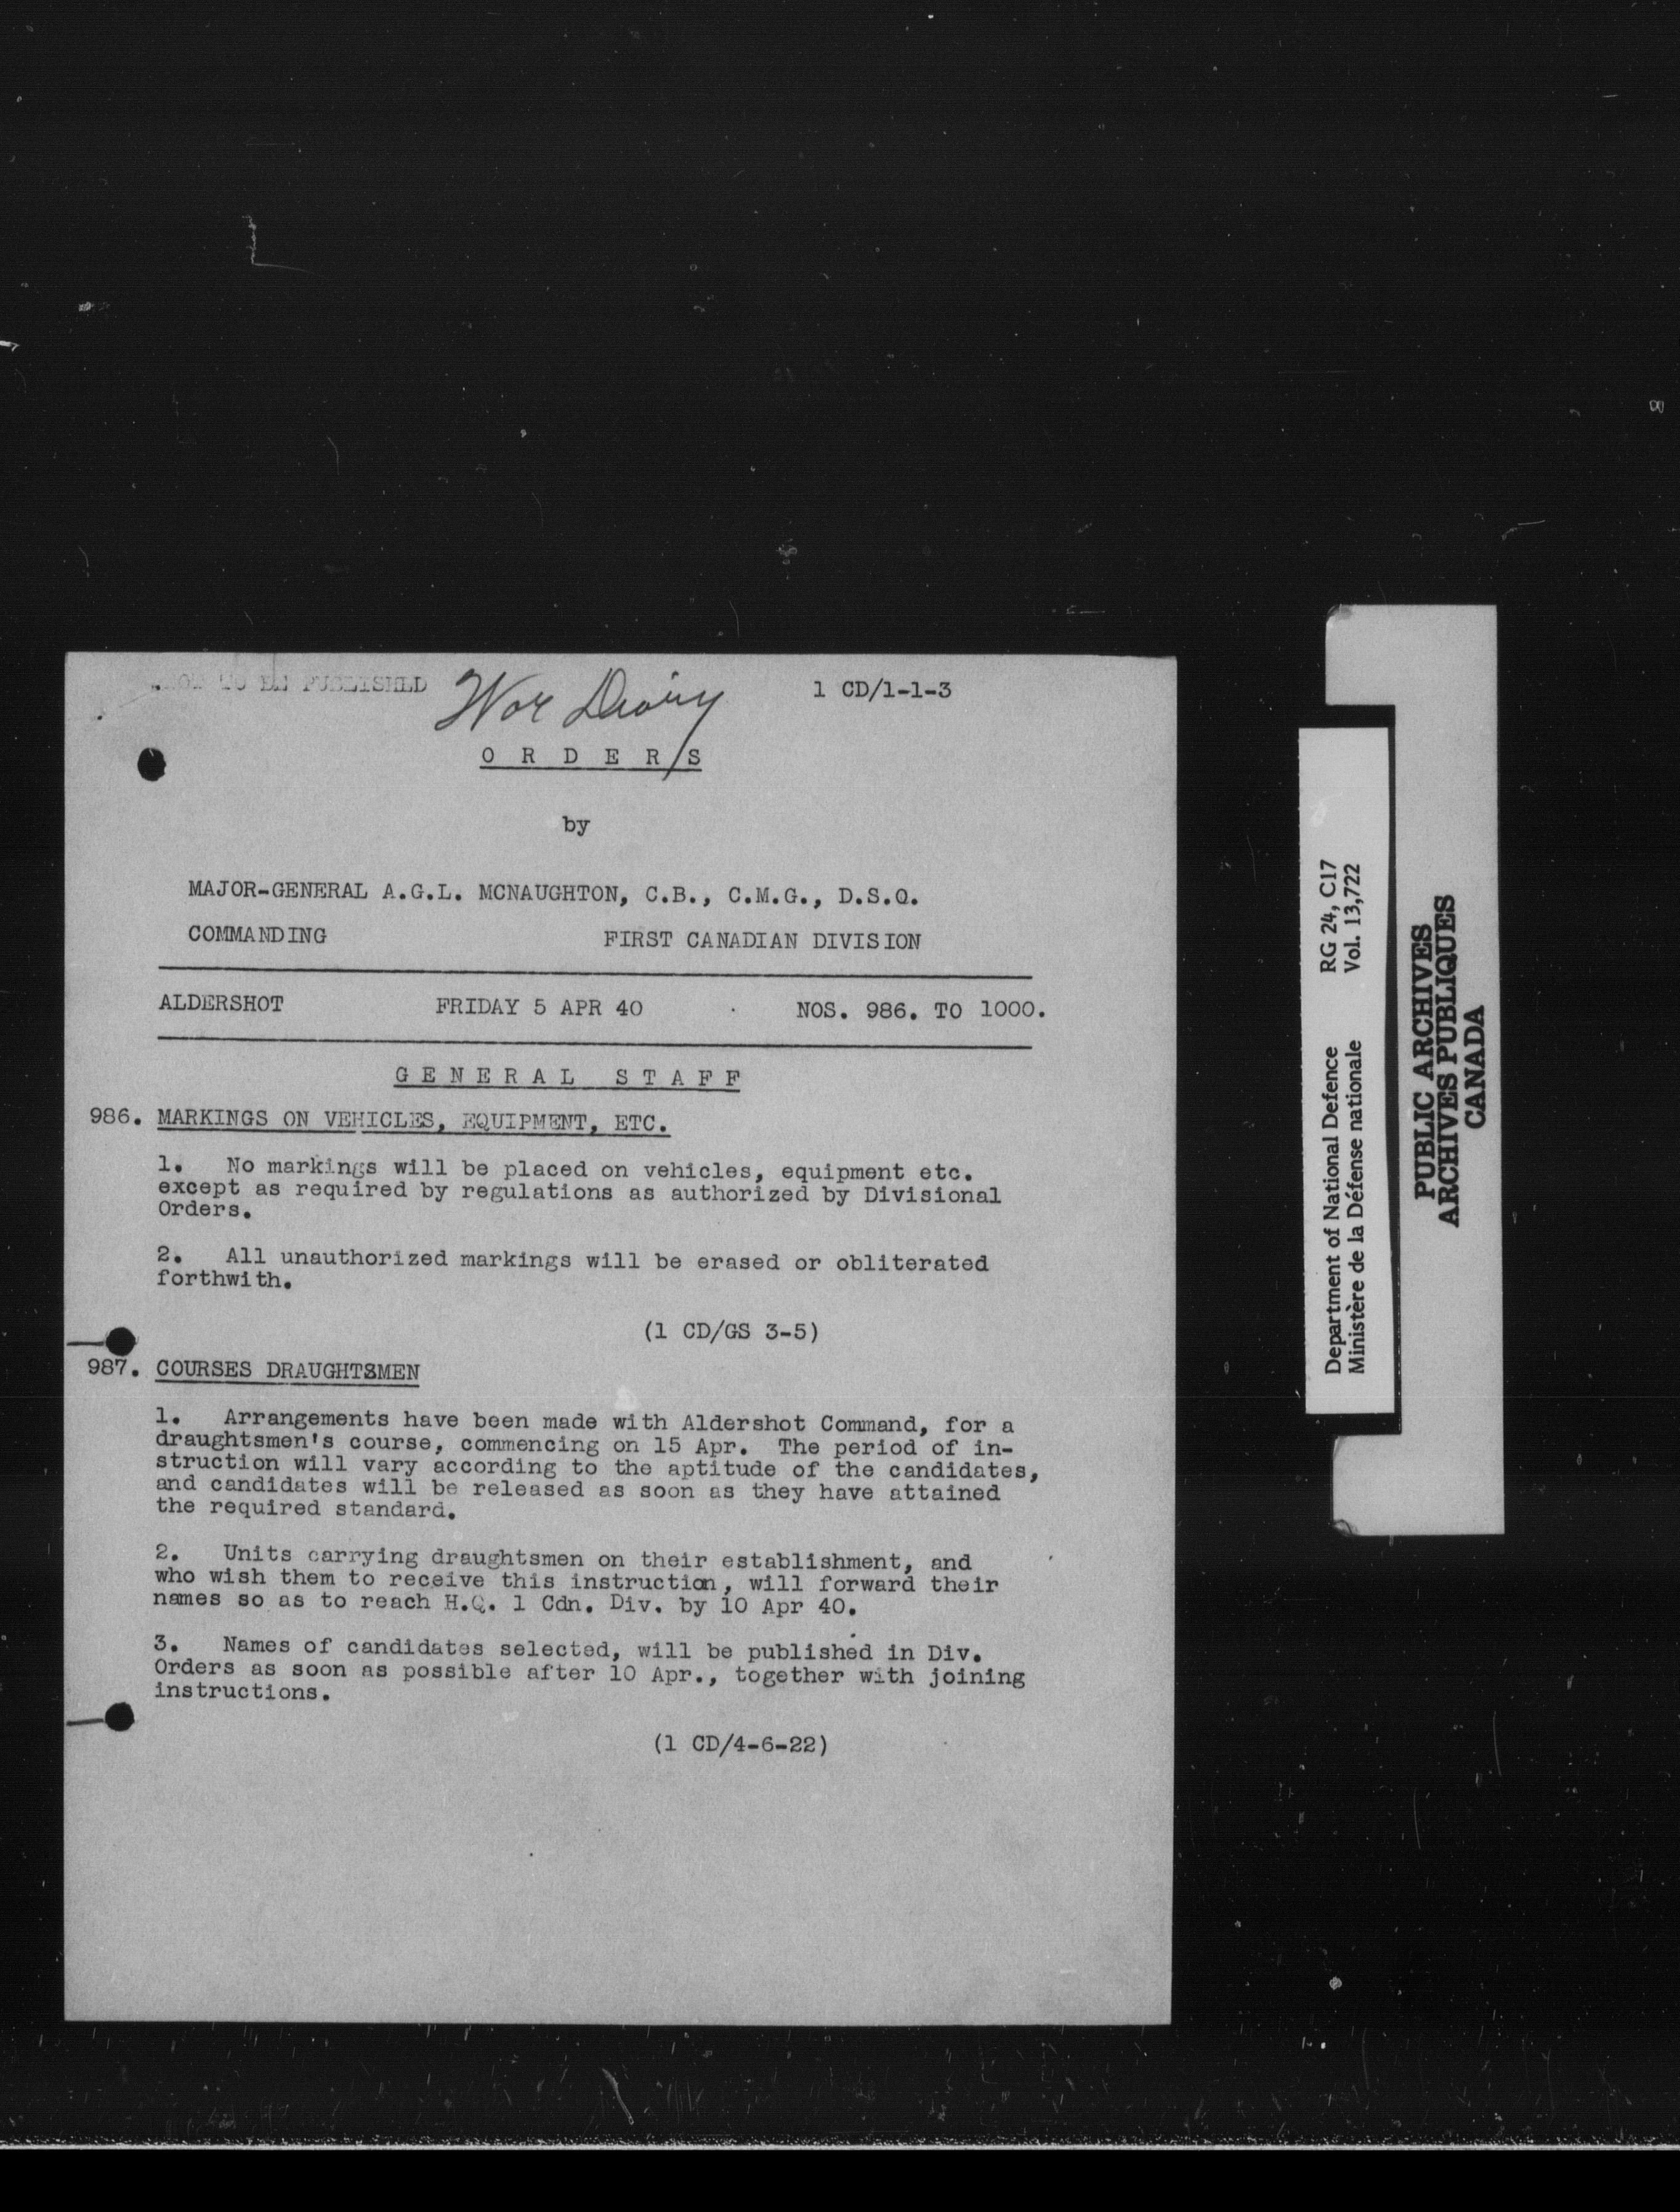 NOT TO BE PUBLISHED
War Diary
1 CD/1-1-3
O R D E R S
by
MAJOR-GENERAL A.G.L. MCNAUGHTON, C.B., C.M.G., D.S.O.
COMMANDING FIRST CANADIAN DIVISION
ALDERSHOT FRIDAY 5 APR 40 NOS. 986. TO 1000.
G E N E R A L S T A F F
986. MARKINGS ON VEHICLES, EQUIPMENT, ETC.
1. No markings will be placed on vehicles, equipment etc.
except as required by regulations as authorized by Divisional
Orders.
2. All unauthorized markings will be erased or obliterated
forthwith.
(1 CD/GS 3-5)
987. COURSES DRAUGHTSMEN
1. Arrangements have been made with Aldershot Command, for a
draughtsmen's course, commencing on 15 Apr. The period of in-
struction will vary according to the aptitude of the candidates,
and candidates will be released as soon as they have attained
the required standard.
2. Units carrying draughtsmen on their establishment, and
who wish them to receive this instruction, will forward their
names so as to reach H.Q. 1 Cdn. Div. by 10 Apr 40.
3. Names of candidates selected, will be published in Div.
Orders as soon as possible after 10 Apr., together with joining
instructions.
(1 CD/4-6-22)
Department of National Defence RG 24, C17
Ministère de la Défense nationale Vol. 13,722
PUBLIC ARCHIVES
ARCHIVES PUBLIQUES
CANADA